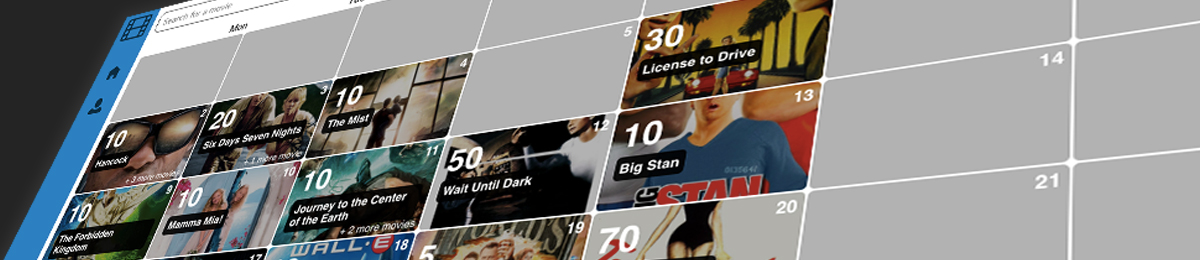 Search for a movie
Mon
2
10
Hancock
+ 3 more movies
3
20
Six Days Seven Nights
+ 1 more movie
4
10
The Mist
5
30
License to Drive
9
10
The Forbidden
Kingdom
10
10
Mamma Mia!
11
10
Journey to the Center
of the Earth
+ 2 more movies
12
50
Wait Until Dark
13
10
Big Stan
STAN
14
17
18
WALL·E
19
5
20
70
21